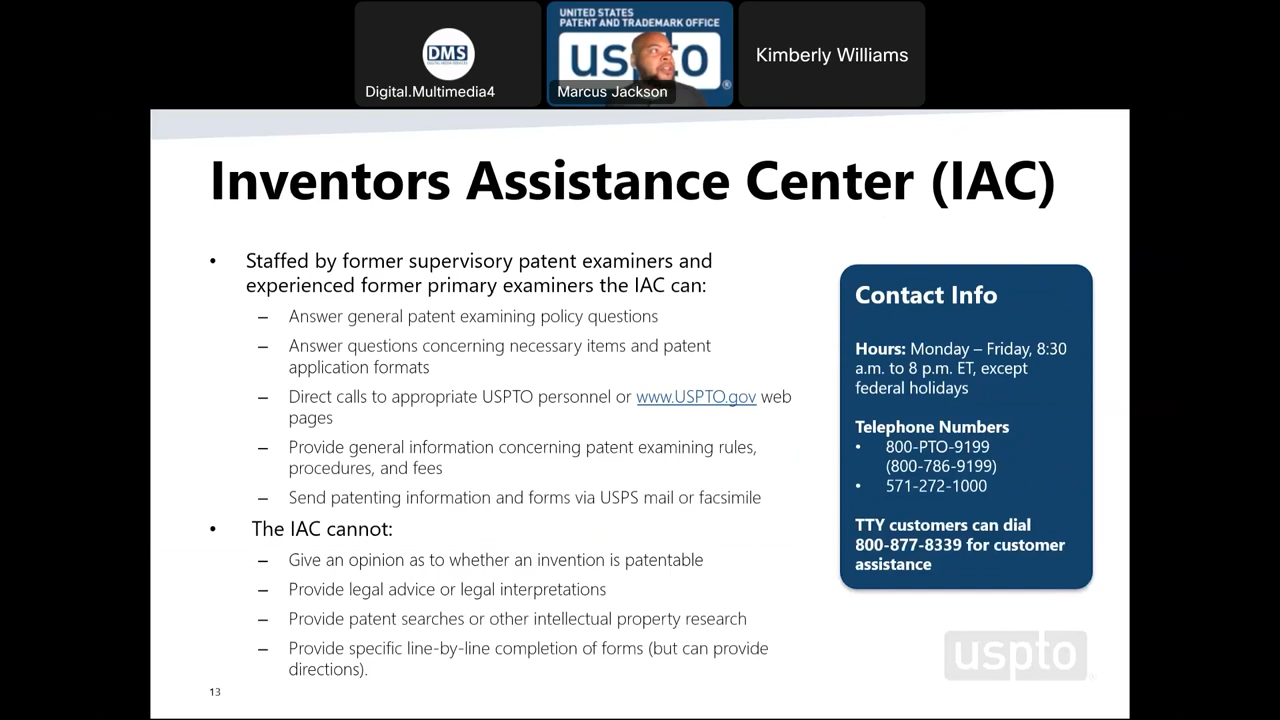 DMS
Digital.Multimedia4
UNITED STATES
PATENT AND TRADEMARK OFFICE
uspto
®
Marcus Jackson
Kimberly Williams
Inventors Assistance Center (IAC)
• Staffed by former supervisory patent examiners and
experienced former primary examiners the IAC can:
– Answer general patent examining policy questions
– Answer questions concerning necessary items and patent
application formats
– Direct calls to appropriate USPTO personnel or www.USPTO.gov web
pages
– Provide general information concerning patent examining rules,
procedures, and fees
– Send patenting information and forms via USPS mail or facsimile
• The IAC cannot:
– Give an opinion as to whether an invention is patentable
– Provide legal advice or legal interpretations
– Provide patent searches or other intellectual property research
– Provide specific line-by-line completion of forms (but can provide
directions).
Contact Info
Hours: Monday – Friday, 8:30
a.m. to 8 p.m. ET, except
federal holidays
Telephone Numbers
• 800-PTO-9199
(800-786-9199)
• 571-272-1000
TTY customers can dial
800-877-8339 for customer
assistance
uspto
®
13